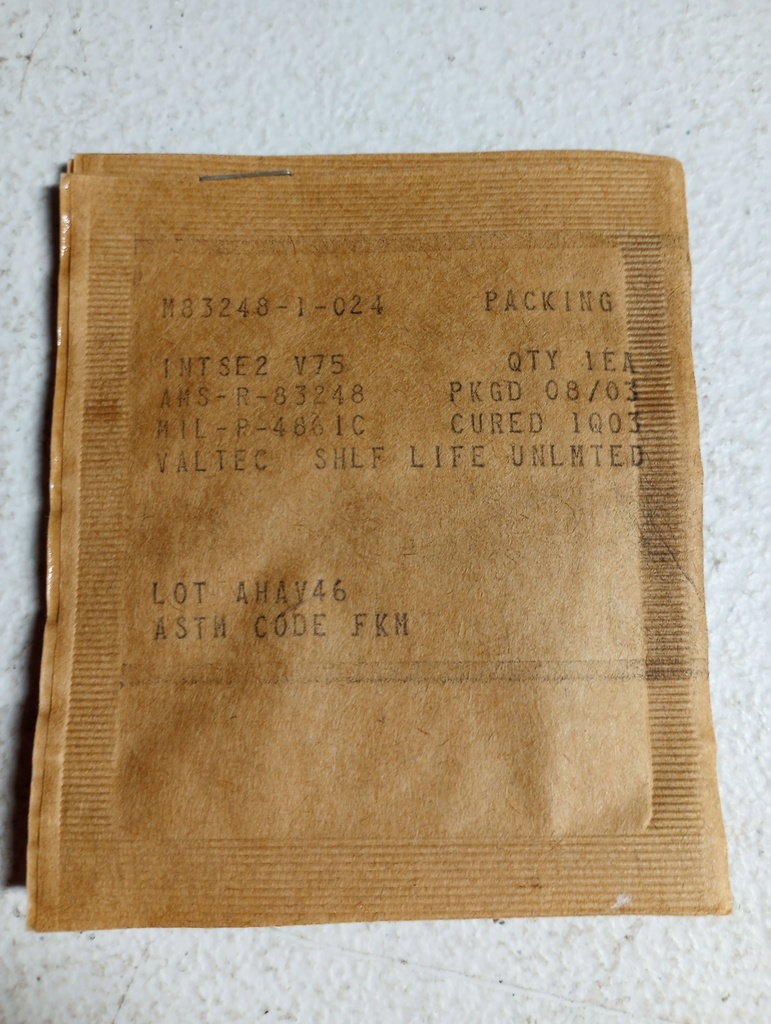 M83248-1-024 PACKING
INTSE2 V75 QTY 1EA
AMS-R-83248 PKGD 08/03
MIL-P-4861C CURED 1Q03
VALTEC SHLF LIFE UNLMTED
LOT AHAV46
ASTM CODE FKM